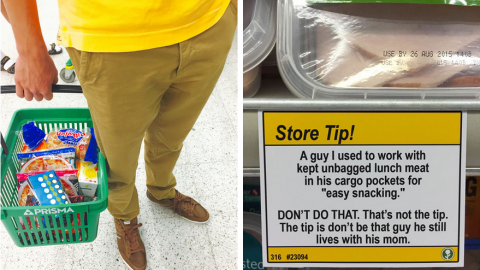 PRISMA
USE BY 26 AUG 2015
Store Tip!
A guy I used to work with
kept unbagged lunch meat
in his cargo pockets for
"easy snacking."
DON'T DO THAT. That's not the tip.
The tip is don't be that guy he still
lives with his mom.
316 #23094